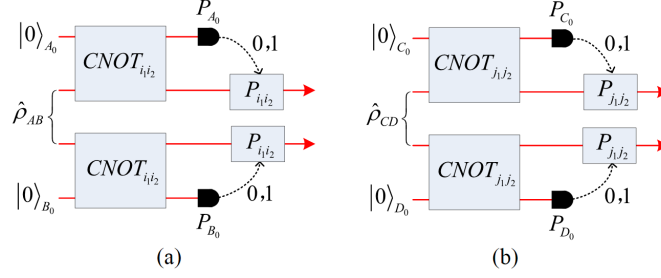 |0⟩_{A_0} CNOT_{i_1i_2} P_{A_0} 0,1
P_{i_1i_2}
ρ̂_{AB}
P_{i_1i_2}
|0⟩_{B_0} CNOT_{i_1i_2} P_{B_0} 0,1
(a)
|0⟩_{C_0} CNOT_{j_1j_2} P_{C_0} 0,1
P_{j_1j_2}
ρ̂_{CD}
P_{j_1j_2}
|0⟩_{D_0} CNOT_{j_1j_2} P_{D_0} 0,1
(b)